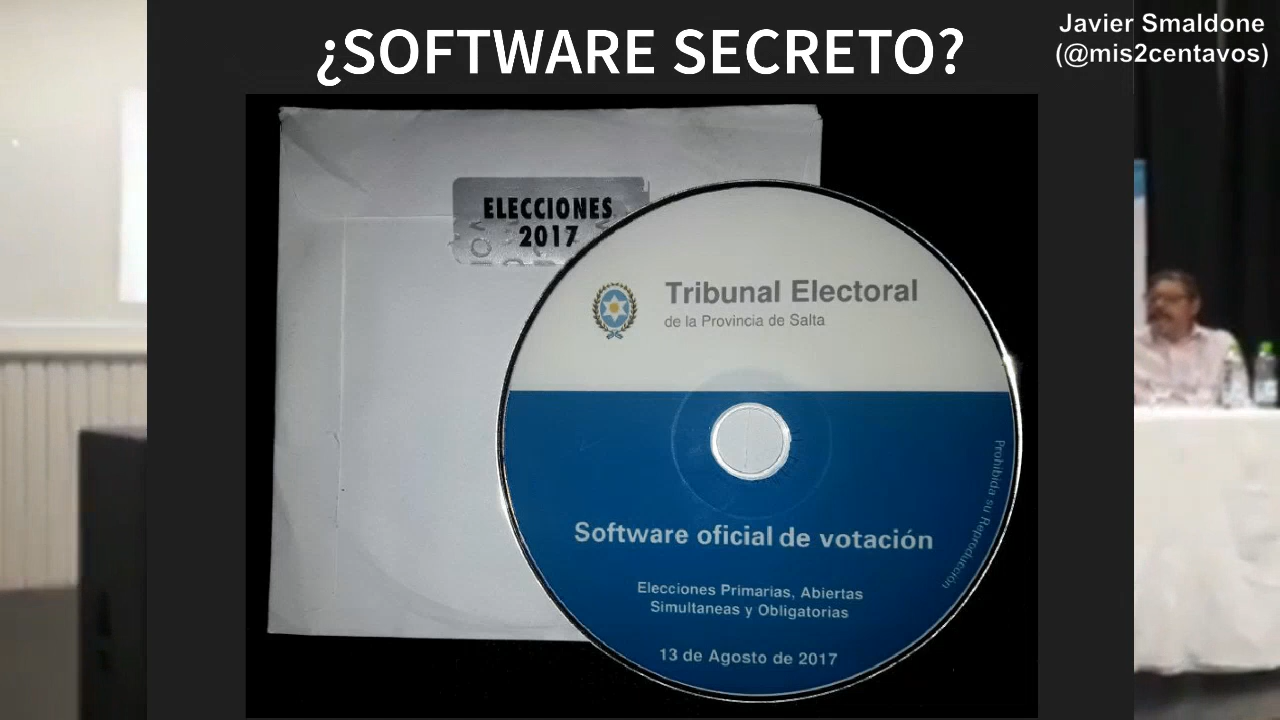 ¿SOFTWARE SECRETO?
Javier Smaldone
(@mis2centavos)
ELECCIONES
2017
Tribunal Electoral
de la Provincia de Salta
Software oficial de votación
Elecciones Primarias, Abiertas
Simultaneas y Obligatorias
13 de Agosto de 2017
Prohibida su Reproducción